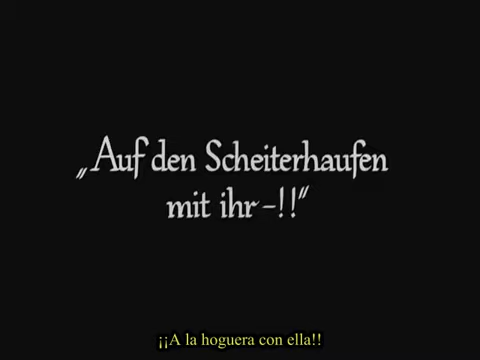 „Auf den Scheiterhaufen
mit ihr-!!“
¡¡A la hoguera con ella!!